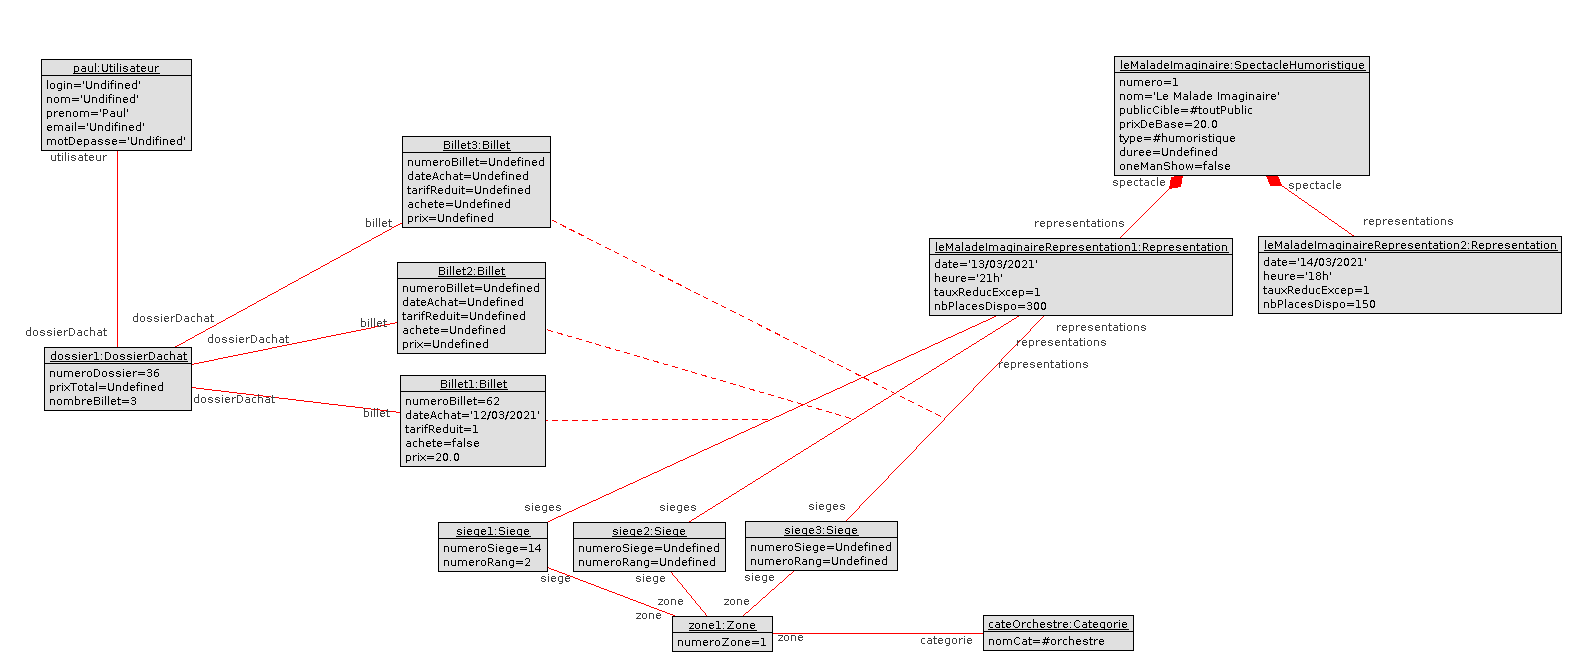 paul:Utilisateur
login='Undifined'
nom='Undifined'
prenom='Paul'
email='Undifined'
motDepasse='Undifined'
utilisateur
leMaladeImaginaire:SpectacleHumoristique
numero=1
nom='Le Malade Imaginaire'
publicCible=#toutPublic
prixDeBase=20.0
type=#humoristique
duree=Undefined
oneManShow=false
spectacle
spectacle
representations
representations
Billet3:Billet
numeroBillet=Undefined
dateAchat=Undefined
tarifReduit=Undefined
achete=Undefined
prix=Undefined
billet
leMaladeImaginaireRepresentation1:Representation
date='13/03/2021'
heure='21h'
tauxReducExcep=1
nbPlacesDispo=300
leMaladeImaginaireRepresentation2:Representation
date='14/03/2021'
heure='18h'
tauxReducExcep=1
nbPlacesDispo=150
Billet2:Billet
numeroBillet=Undefined
dateAchat=Undefined
tarifReduit=Undefined
achete=Undefined
prix=Undefined
billet
dossierDachat
dossierDachat
dossierDachat
representations
representations
representations
dossier1:DossierDachat
numeroDossier=36
prixTotal=Undefined
nombreBillet=3
dossierDachat
billet
Billet1:Billet
numeroBillet=62
dateAchat='12/03/2021'
tarifReduit=1
achete=false
prix=20.0
sieges
sieges
sieges
siege1:Siege
numeroSiege=14
numeroRang=2
siege2:Siege
numeroSiege=Undefined
numeroRang=Undefined
siege3:Siege
numeroSiege=Undefined
numeroRang=Undefined
siege
siege
siege
zone
zone
zone
zone1:Zone
numeroZone=1
zone
categorie
cateOrchestre:Categorie
nomCat=#orchestre